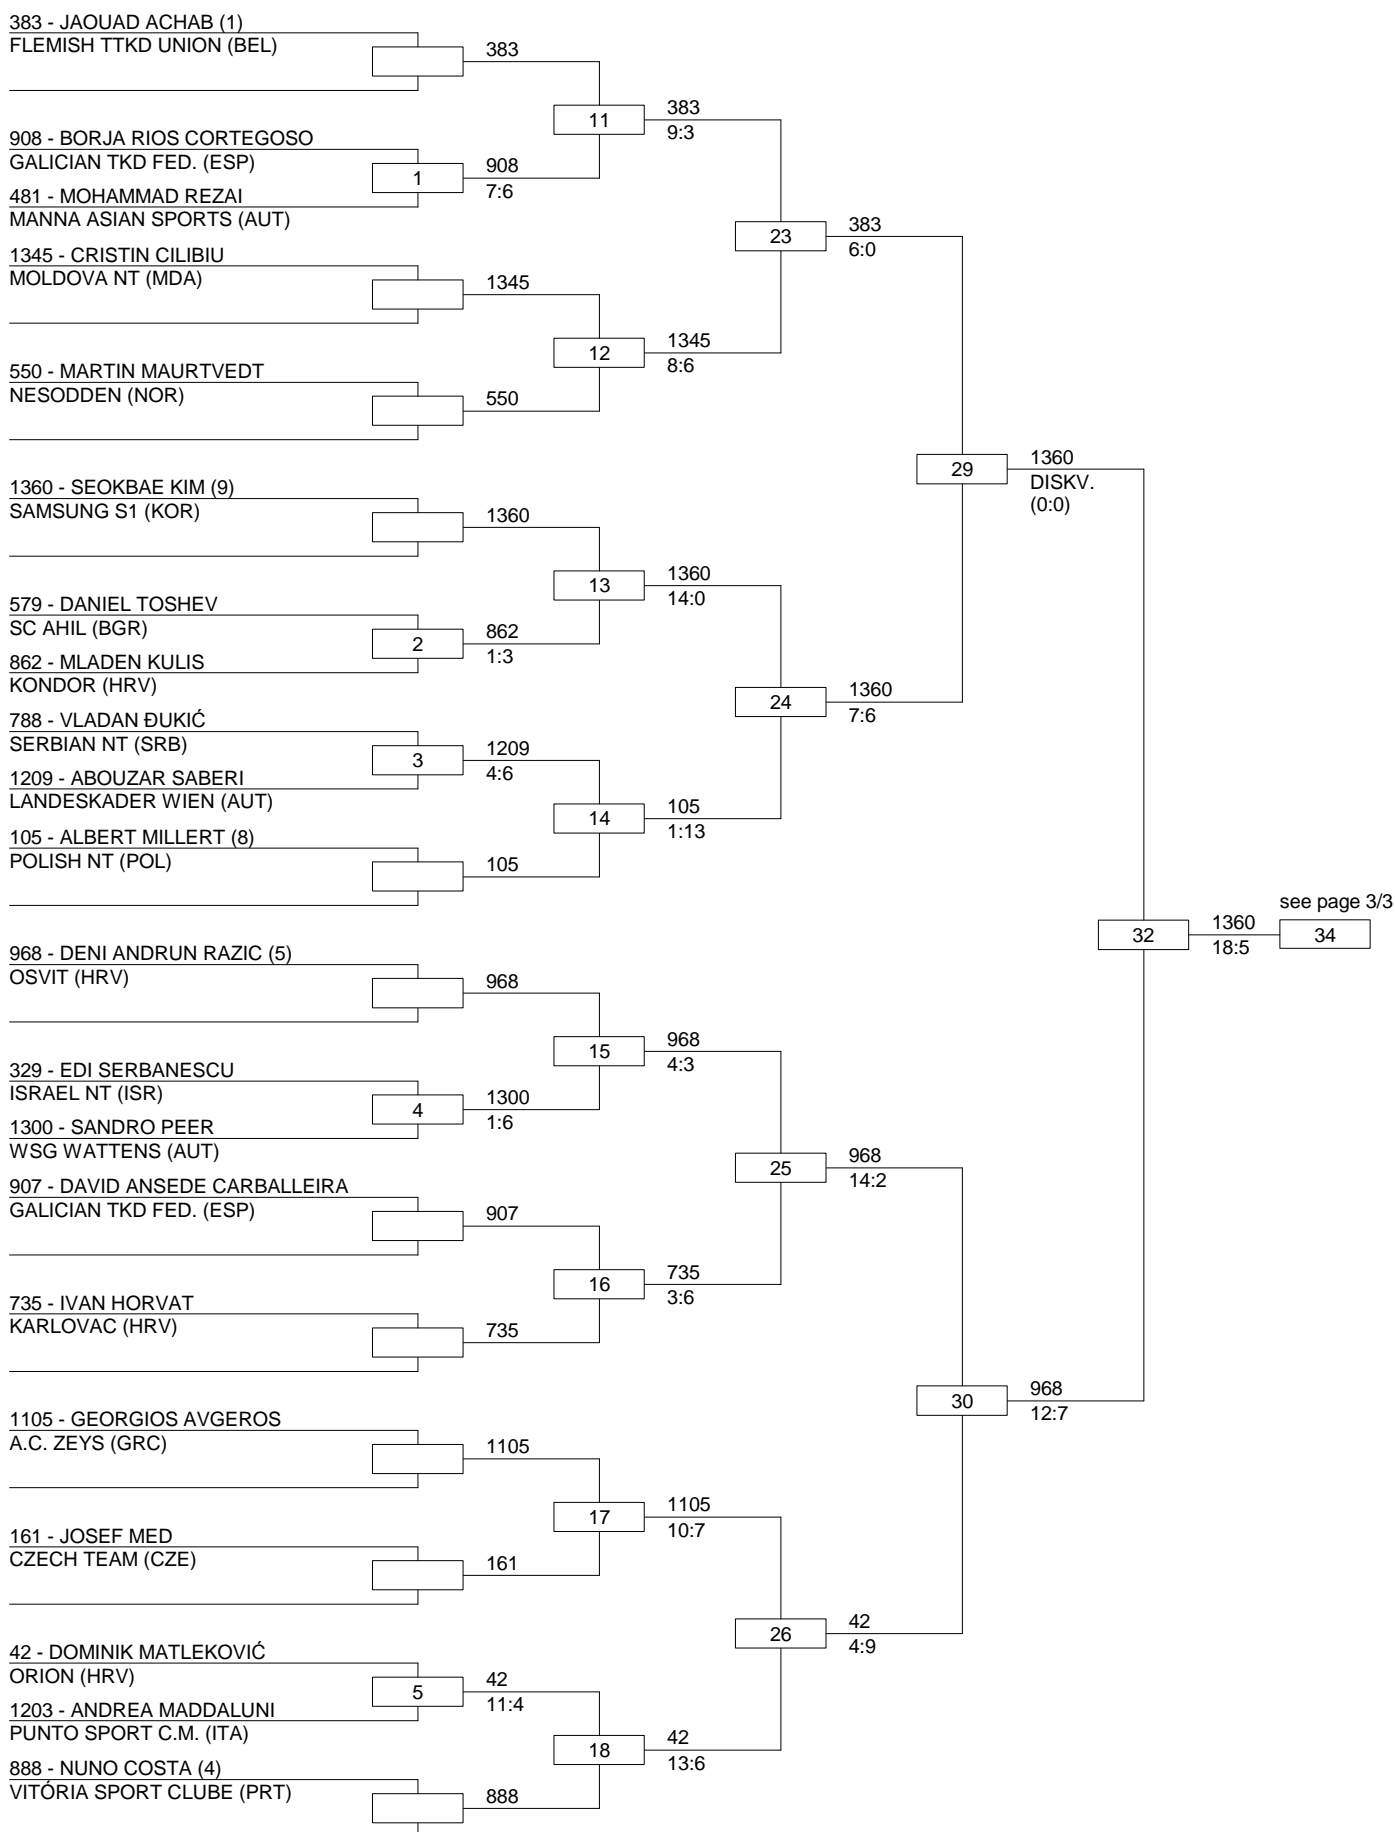 383 - JAOUAD ACHAB (1)
FLEMISH TTKD UNION (BEL)
383
11
383
9:3
908 - BORJA RIOS CORTEGOSO
GALICIAN TKD FED. (ESP)
1
908
7:6
481 - MOHAMMAD REZAI
MANNA ASIAN SPORTS (AUT)
23
383
6:0
1345 - CRISTIN CILIBIU
MOLDOVA NT (MDA)
1345
12
1345
8:6
550 - MARTIN MAURTVEDT
NESODDEN (NOR)
550
29
1360
DISKV.
(0:0)
1360 - SEOKBAE KIM (9)
SAMSUNG S1 (KOR)
1360
13
1360
14:0
579 - DANIEL TOSHEV
SC AHIL (BGR)
2
862
1:3
862 - MLADEN KULIS
KONDOR (HRV)
24
1360
7:6
788 - VLADAN ĐUKIĆ
SERBIAN NT (SRB)
3
1209
4:6
1209 - ABOUZAR SABERI
LANDESKADER WIEN (AUT)
14
105
1:13
105 - ALBERT MILLERT (8)
POLISH NT (POL)
105
see page 3/3
32
1360
18:5
34
968 - DENI ANDRUN RAZIC (5)
OSVIT (HRV)
968
15
968
4:3
329 - EDI SERBANESCU
ISRAEL NT (ISR)
4
1300
1:6
1300 - SANDRO PEER
WSG WATTENS (AUT)
25
968
14:2
907 - DAVID ANSEDE CARBALLEIRA
GALICIAN TKD FED. (ESP)
907
16
735
3:6
735 - IVAN HORVAT
KARLOVAC (HRV)
735
30
968
12:7
1105 - GEORGIOS AVGEROS
A.C. ZEYS (GRC)
1105
17
1105
10:7
161 - JOSEF MED
CZECH TEAM (CZE)
161
26
42
4:9
42 - DOMINIK MATLEKOVIĆ
ORION (HRV)
5
42
11:4
1203 - ANDREA MADDALUNI
PUNTO SPORT C.M. (ITA)
18
42
13:6
888 - NUNO COSTA (4)
VITÓRIA SPORT CLUBE (PRT)
888